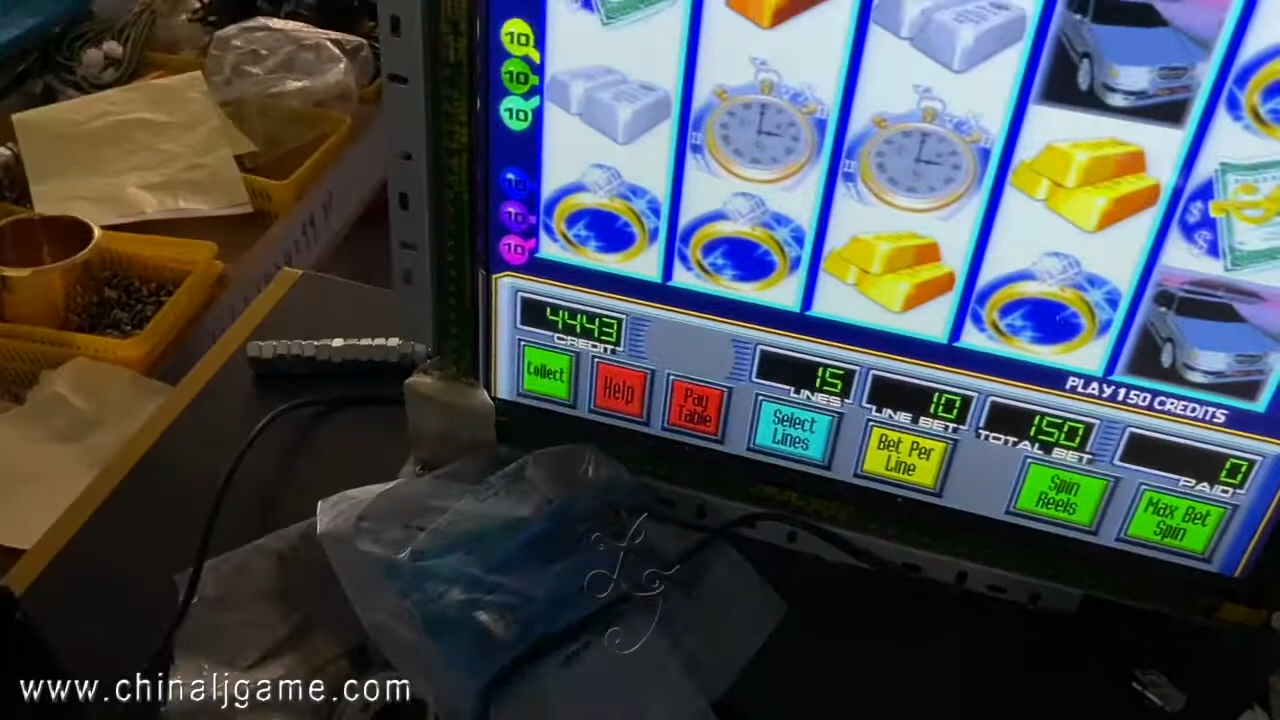 10
10
10
10
10
10
4443
CREDIT
15
LINES
10
LINE BET
150
TOTAL BET
PLAY 150 CREDITS
0
PAID
Collect
Help
Pay Table
Select Lines
Bet Per Line
Spin Reels
Max Bet Spin
www.chinaljgame.com